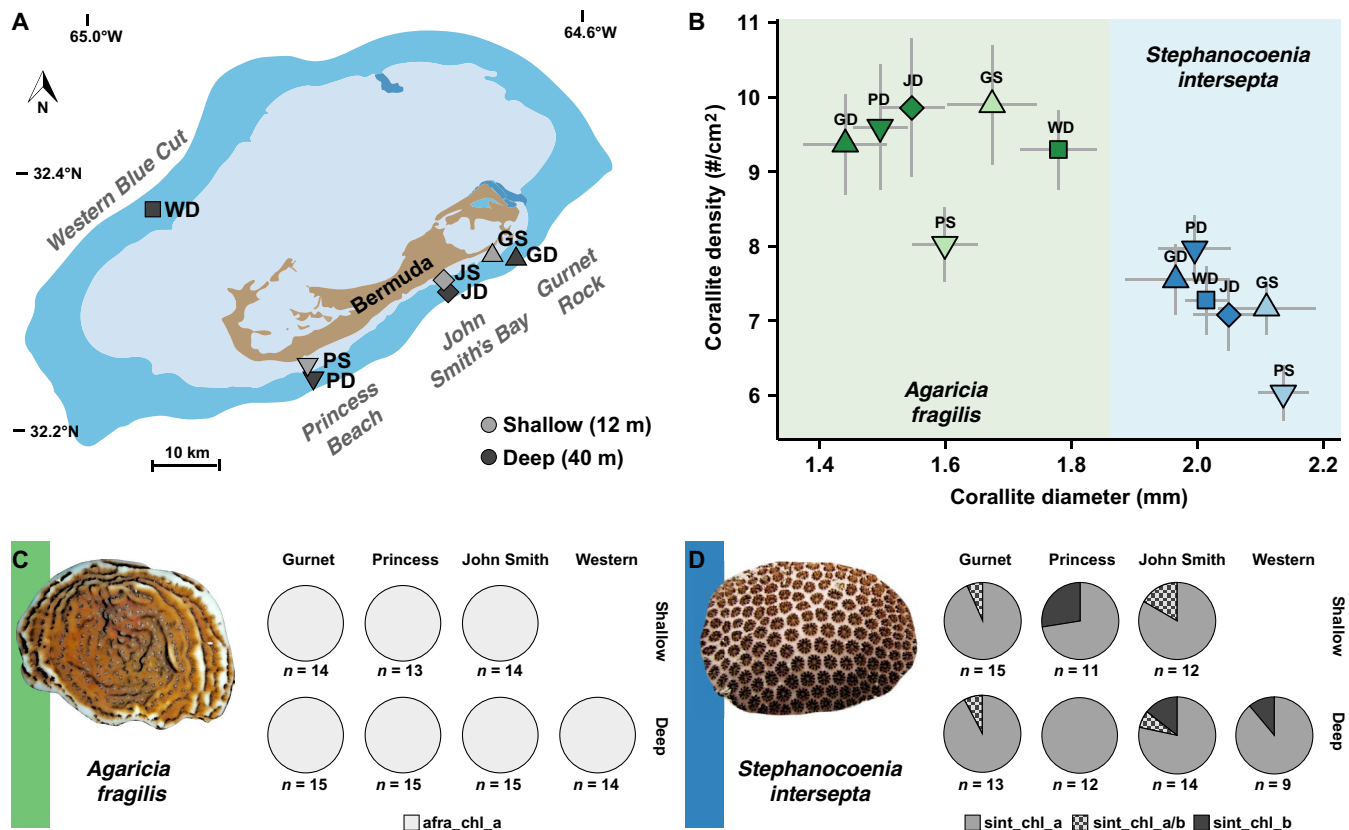 A
65.0°W
64.6°W
N
32.4°N
Western Blue Cut
WD
GS
GD
Bermuda
JS
JD
Gurnet
Rock
John
Smith's Bay
PS
PD
Princess
Beach
32.2°N
10 km
Shallow (12 m)
Deep (40 m)
B
11
10
9
8
7
6
Corallite density (#/cm2)
GD
PD
JD
GS
WD
PS
Agaricia
fragilis
Stephanocoenia
intersepta
PD
GD
WD
JD
GS
PS
1.4
1.6
1.8
2.0
2.2
Corallite diameter (mm)
C
Gurnet
Princess
John Smith
Western
Shallow
n = 14
n = 13
n = 14
Deep
n = 15
n = 15
n = 15
n = 14
Agaricia
fragilis
afra_chl_a
D
Gurnet
Princess
John Smith
Western
Shallow
n = 15
n = 11
n = 12
Deep
n = 13
n = 12
n = 14
n = 9
Stephanocoenia
intersepta
sint_chl_a
sint_chl_a/b
sint_chl_b